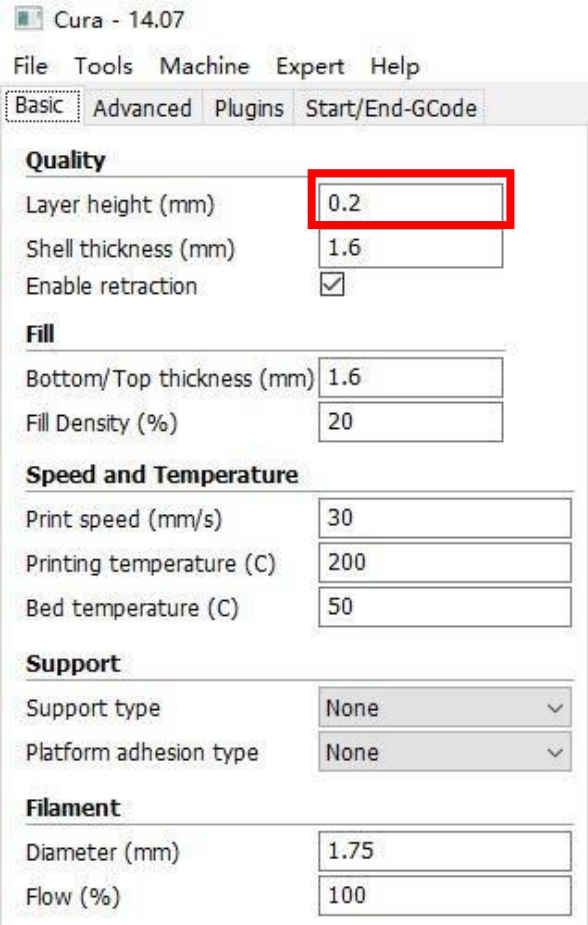 Cura - 14.07
File Tools Machine Expert Help
Basic Advanced Plugins Start/End-GCode
Quality
Layer height (mm) 0.2
Shell thickness (mm) 1.6
Enable retraction
Fill
Bottom/Top thickness (mm) 1.6
Fill Density (%) 20
Speed and Temperature
Print speed (mm/s) 30
Printing temperature (C) 200
Bed temperature (C) 50
Support
Support type None
Platform adhesion type None
Filament
Diameter (mm) 1.75
Flow (%) 100